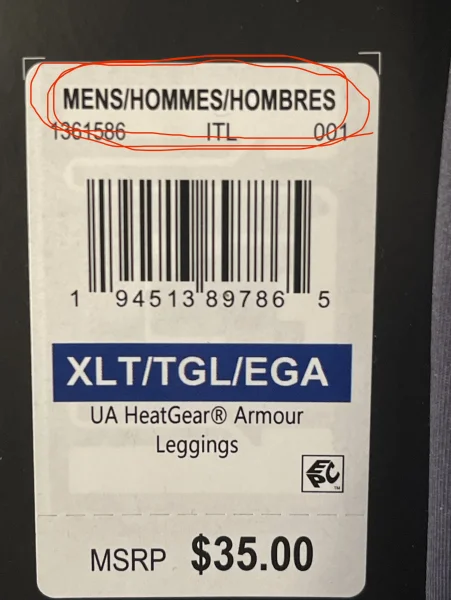 MENS/HOMMES/HOMBRES
1361586 ITL 001
1 94513 89786 5
XLT/TGL/EGA
UA HeatGear® Armour
Leggings
EPC™
MSRP $35.00